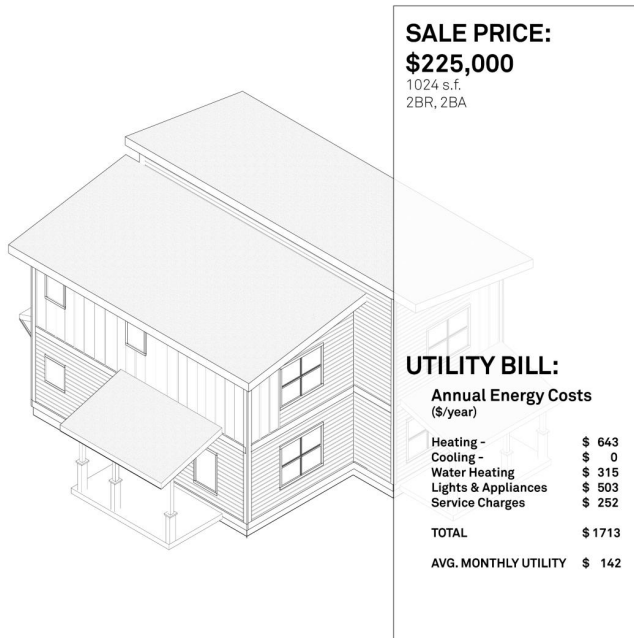 SALE PRICE:
$225,000
1024 s.f.
2BR, 2BA
UTILITY BILL:
Annual Energy Costs
($/year)
Heating - $ 643
Cooling - $ 0
Water Heating $ 315
Lights & Appliances $ 503
Service Charges $ 252
TOTAL $ 1713
AVG. MONTHLY UTILITY $ 142